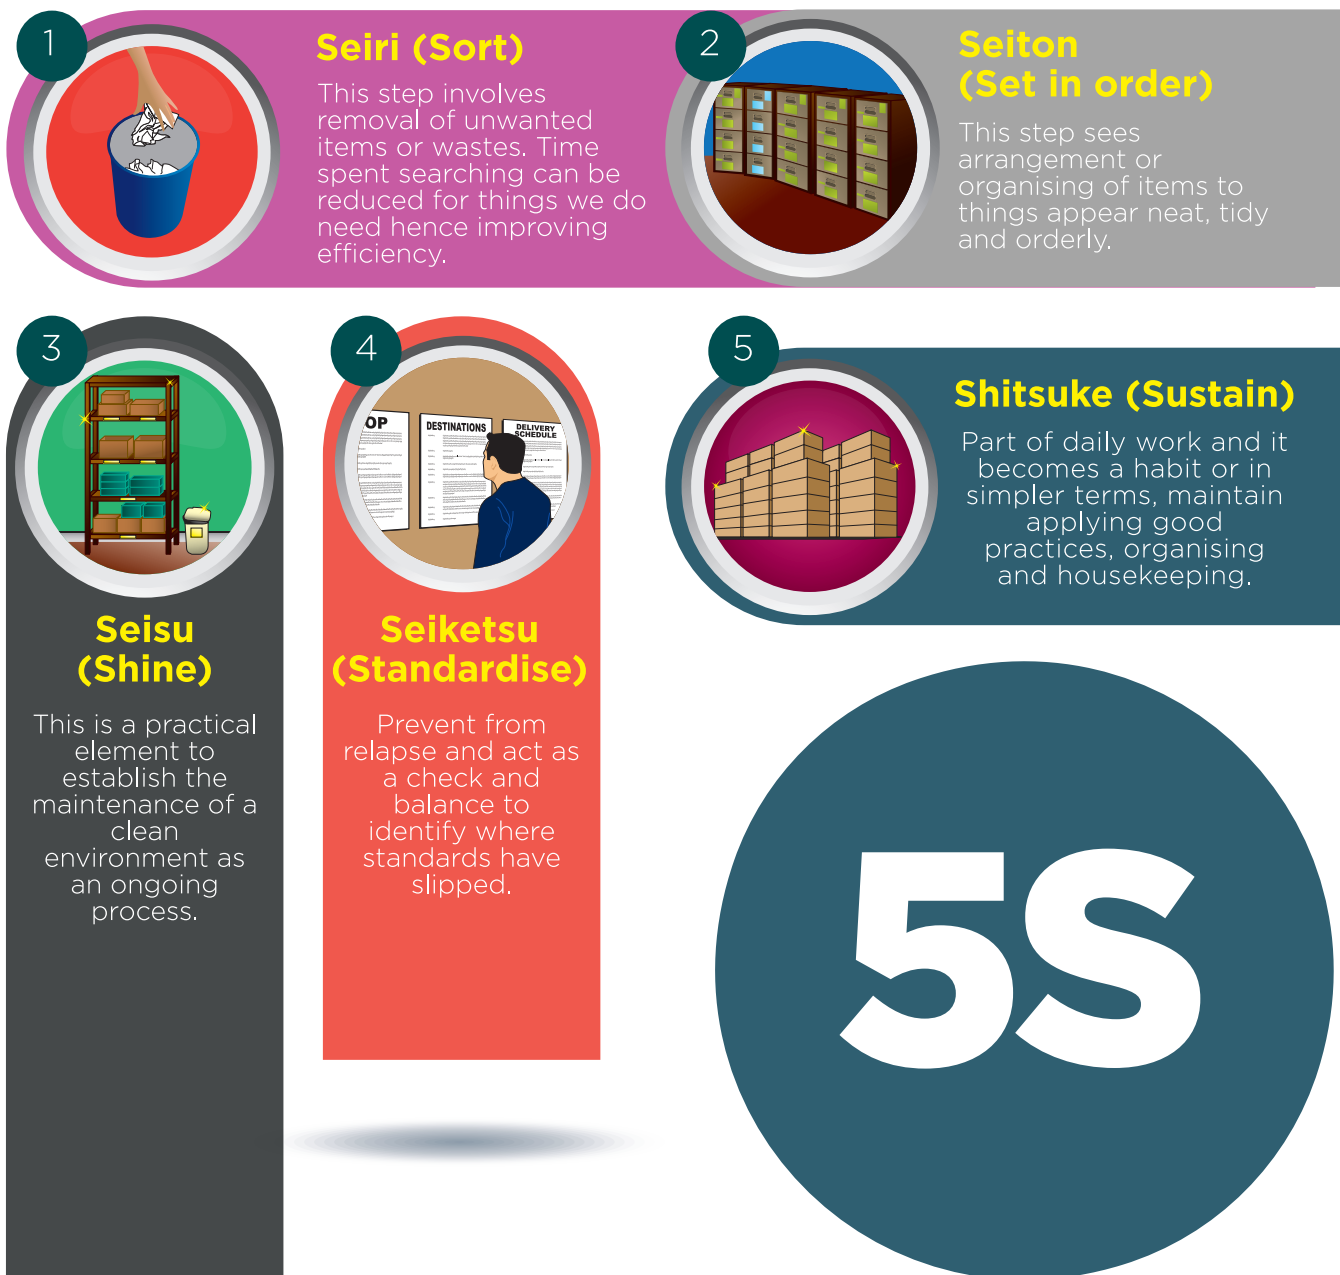 1
Seiri (Sort)
This step involves
removal of unwanted
items or wastes. Time
spent searching can be
reduced for things we do
need hence improving
efficiency.
2
Seiton
(Set in order)
This step sees
arrangement or
organising of items to
things appear neat, tidy
and orderly.
3
Seisu
(Shine)
This is a practical
element to
establish the
maintenance of a
clean
environment as
an ongoing
process.
4
OP
DESTINATIONS
DELIVERY
SCHEDULE
Seiketsu
(Standardise)
Prevent from
relapse and act as
a check and
balance to
identify where
standards have
slipped.
5
Shitsuke (Sustain)
Part of daily work and it
becomes a habit or in
simpler terms, maintain
applying good
practices, organising
and housekeeping.
5S